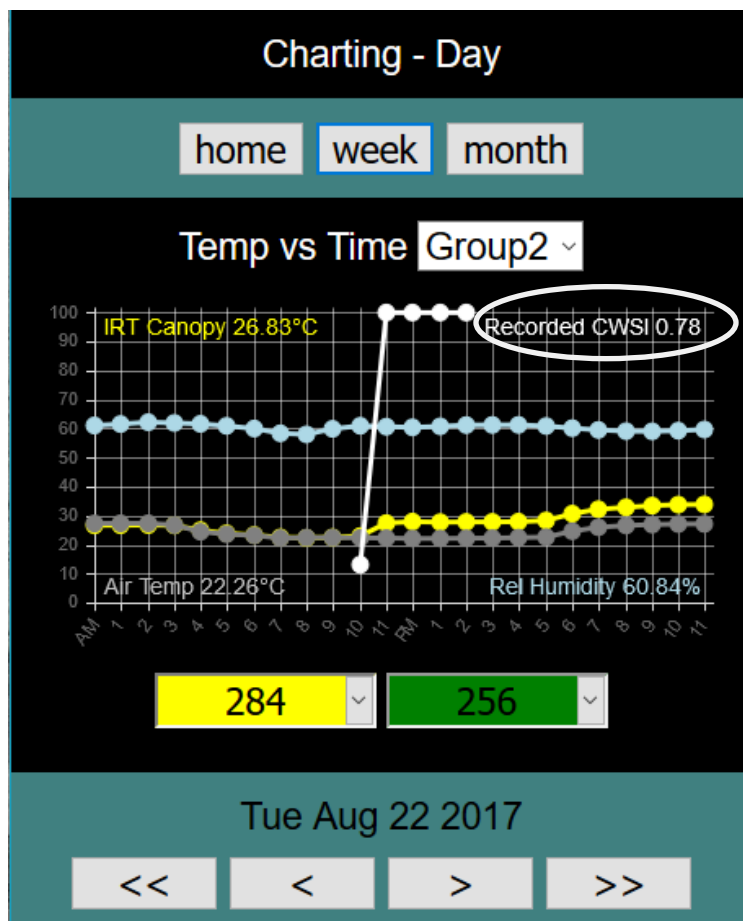 Charting - Day
home week month
Temp vs Time Group2
100
90
80
70
60
50
40
30
20
10
0
IRT Canopy 26.83°C Recorded CWSI 0.78
Air Temp 22.26°C Rel Humidity 60.84%
AM 1 2 3 4 5 6 7 8 9 10 11 PM 1 2 3 4 5 6 7 8 9 10 11
284 256
Tue Aug 22 2017
<< < > >>